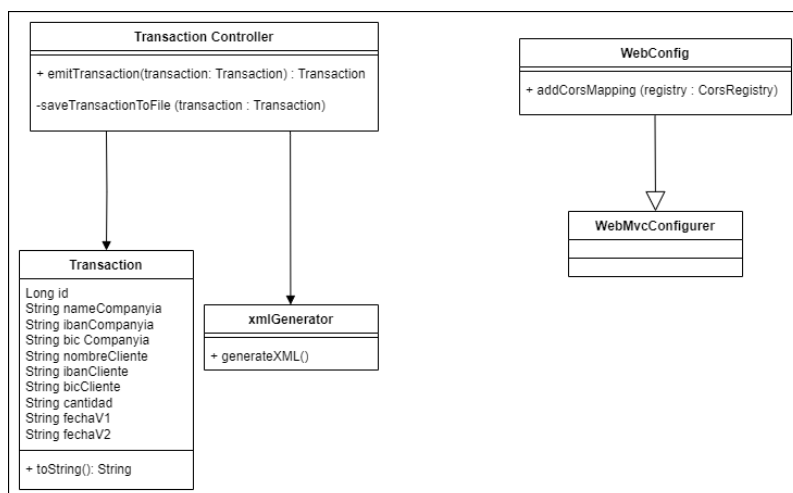 Transaction Controller
+ emitTransaction(transaction: Transaction) : Transaction
-saveTransactionToFile (transaction : Transaction)
WebConfig
+ addCorsMapping (registry : CorsRegistry)
WebMvcConfigurer
Transaction
Long id
String nameCompanyia
String ibanCompanyia
String bic Companyia
String nombreCliente
String ibanCliente
String bicCliente
String cantidad
String fechaV1
String fechaV2
+ toString(): String
xmlGenerator
+ generateXML()